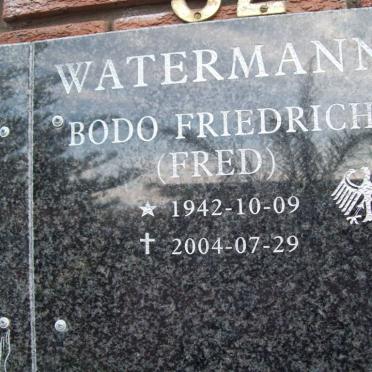 WATERMANN
BODO FRIEDRICH
(FRED)
★ 1942-10-09
✝ 2004-07-29